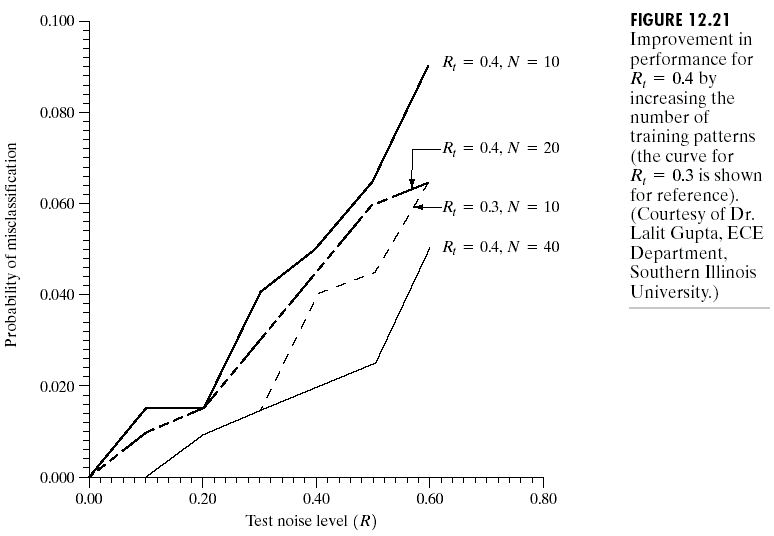 0.100
0.080
0.060
0.040
0.020
0.000
Probability of misclassification
R_t = 0.4, N = 10
R_t = 0.4, N = 20
R_t = 0.3, N = 10
R_t = 0.4, N = 40
0.00 0.20 0.40 0.60 0.80
Test noise level (R)
FIGURE 12.21
Improvement in
performance for
R_t = 0.4 by
increasing the
number of
training patterns
(the curve for
R_t = 0.3 is shown
for reference).
(Courtesy of Dr.
Lalit Gupta, ECE
Department,
Southern Illinois
University.)